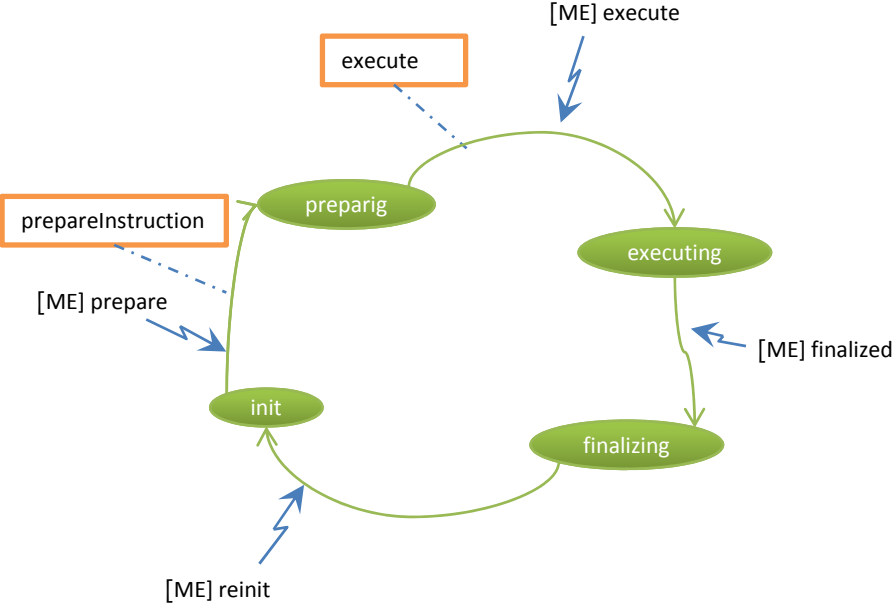 [ME] execute
execute
preparig
prepareInstruction
executing
[ME] prepare
[ME] finalized
init
finalizing
[ME] reinit